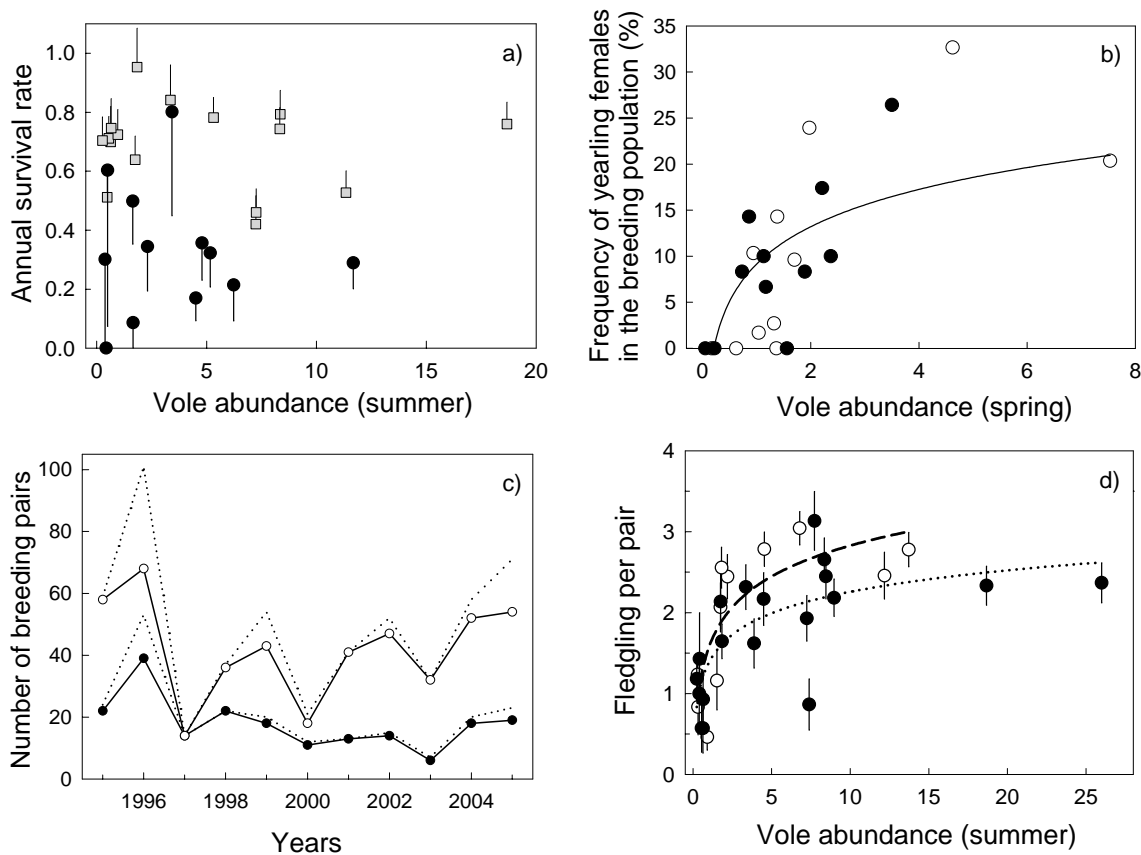 a)
Annual survival rate
1.0
0.8
0.6
0.4
0.2
0.0
0 5 10 15 20
Vole abundance (summer)
b)
Frequency of yearling females
in the breeding population (%)
35
30
25
20
15
10
5
0
0 2 4 6 8
Vole abundance (spring)
c)
Number of breeding pairs
100
80
60
40
20
0
1996 1998 2000 2002 2004
Years
d)
Fledgling per pair
4
3
2
1
0
0 5 10 15 20 25
Vole abundance (summer)